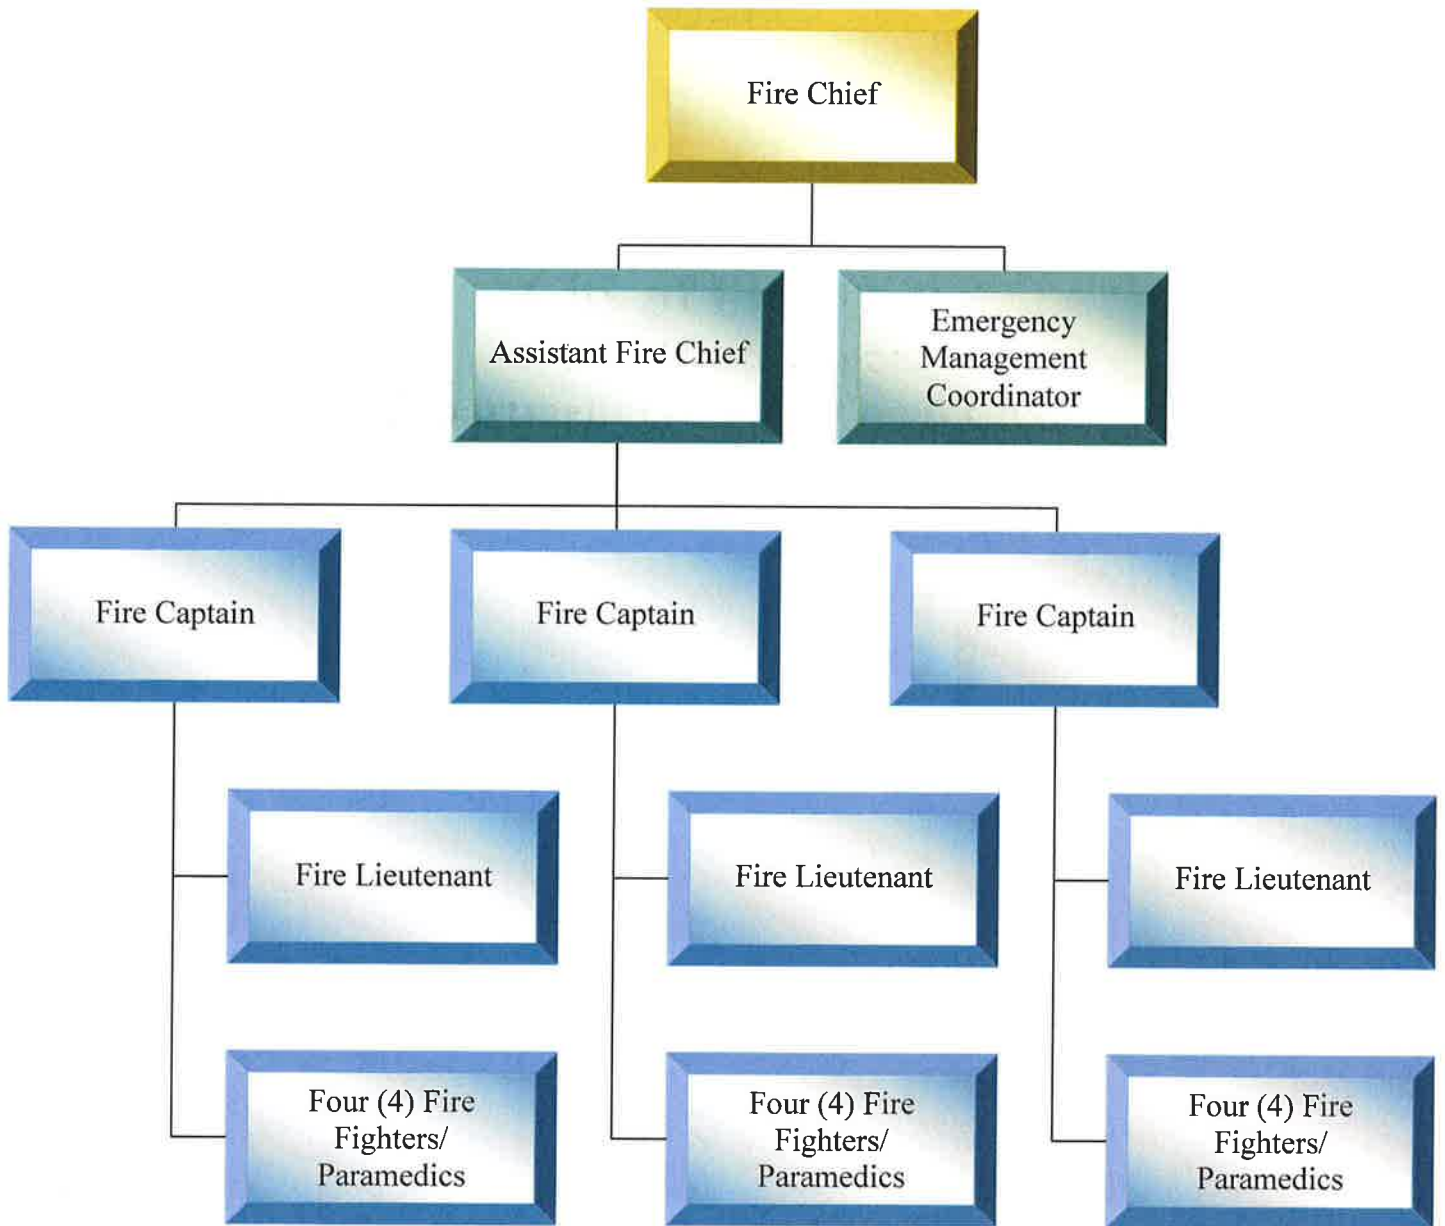 Fire Chief
Assistant Fire Chief
Emergency
Management
Coordinator
Fire Captain
Fire Captain
Fire Captain
Fire Lieutenant
Fire Lieutenant
Fire Lieutenant
Four (4) Fire
Fighters/
Paramedics
Four (4) Fire
Fighters/
Paramedics
Four (4) Fire
Fighters/
Paramedics